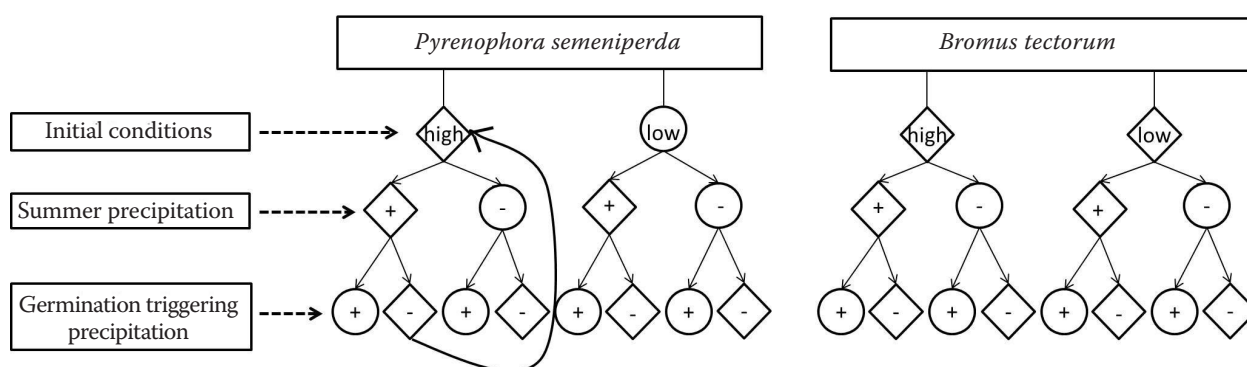 Pyrenophora semeniperda
Bromus tectorum
Initial conditions
high
low
high
low
Summer precipitation
+
-
+
-
+
-
+
-
Germination triggering
precipitation
+
-
+
-
+
-
+
-
+
-
+
-
+
-
+
-